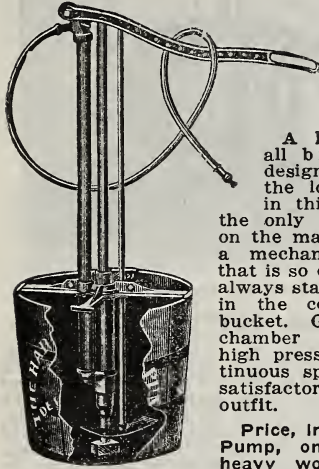 A
all b
design
the lo
in thi
the only
on the ma
a mechan
that is so
always sta
in the ce
bucket. G
chamber
high press
tinuous sp
satisfactor
outfit.
Price, In
Pump, on
heavy wo